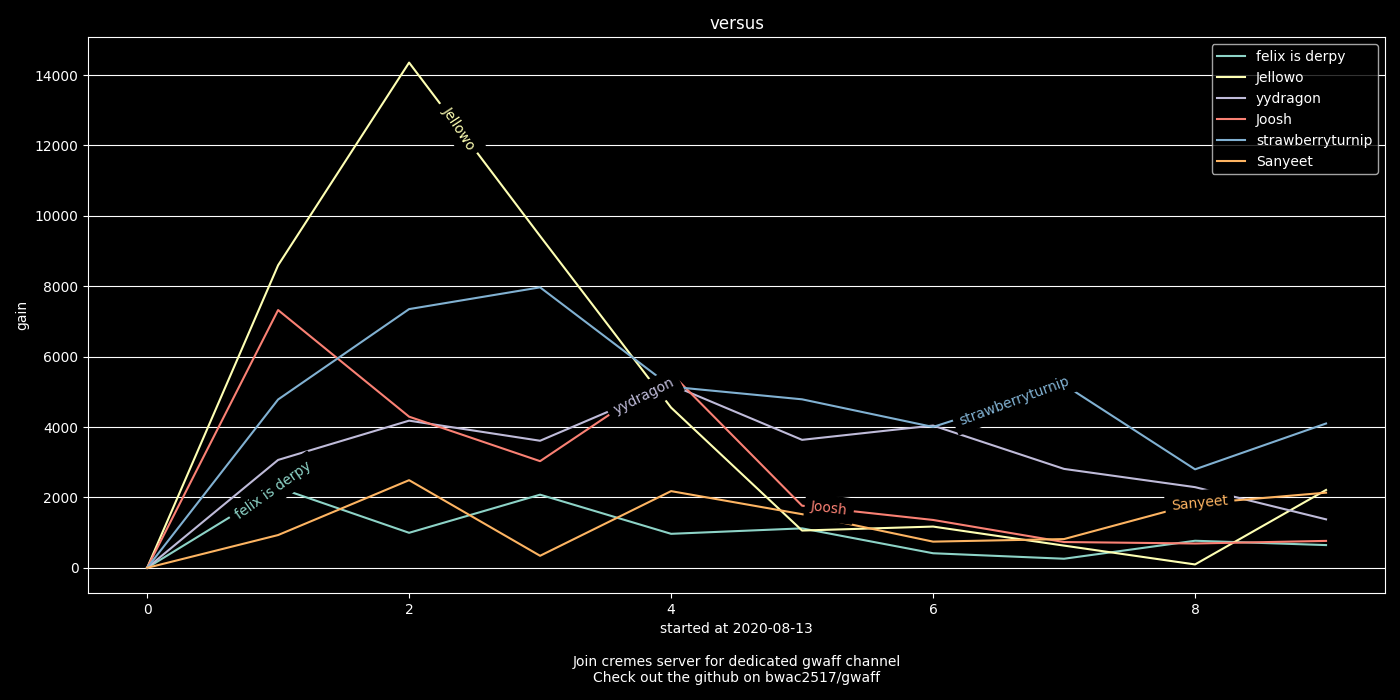 versus
felix is derpy
Jellowo
yydragon
Joosh
strawberryturnip
Sanyeet
14000
12000
10000
8000
6000
4000
2000
0
gain
Jellowo
yydragon
strawberryturnip
felix is derpy
Joosh
Sanyeet
0 2 4 6 8
started at 2020-08-13
Join cremes server for dedicated gwaff channel
Check out the github on bwac2517/gwaff